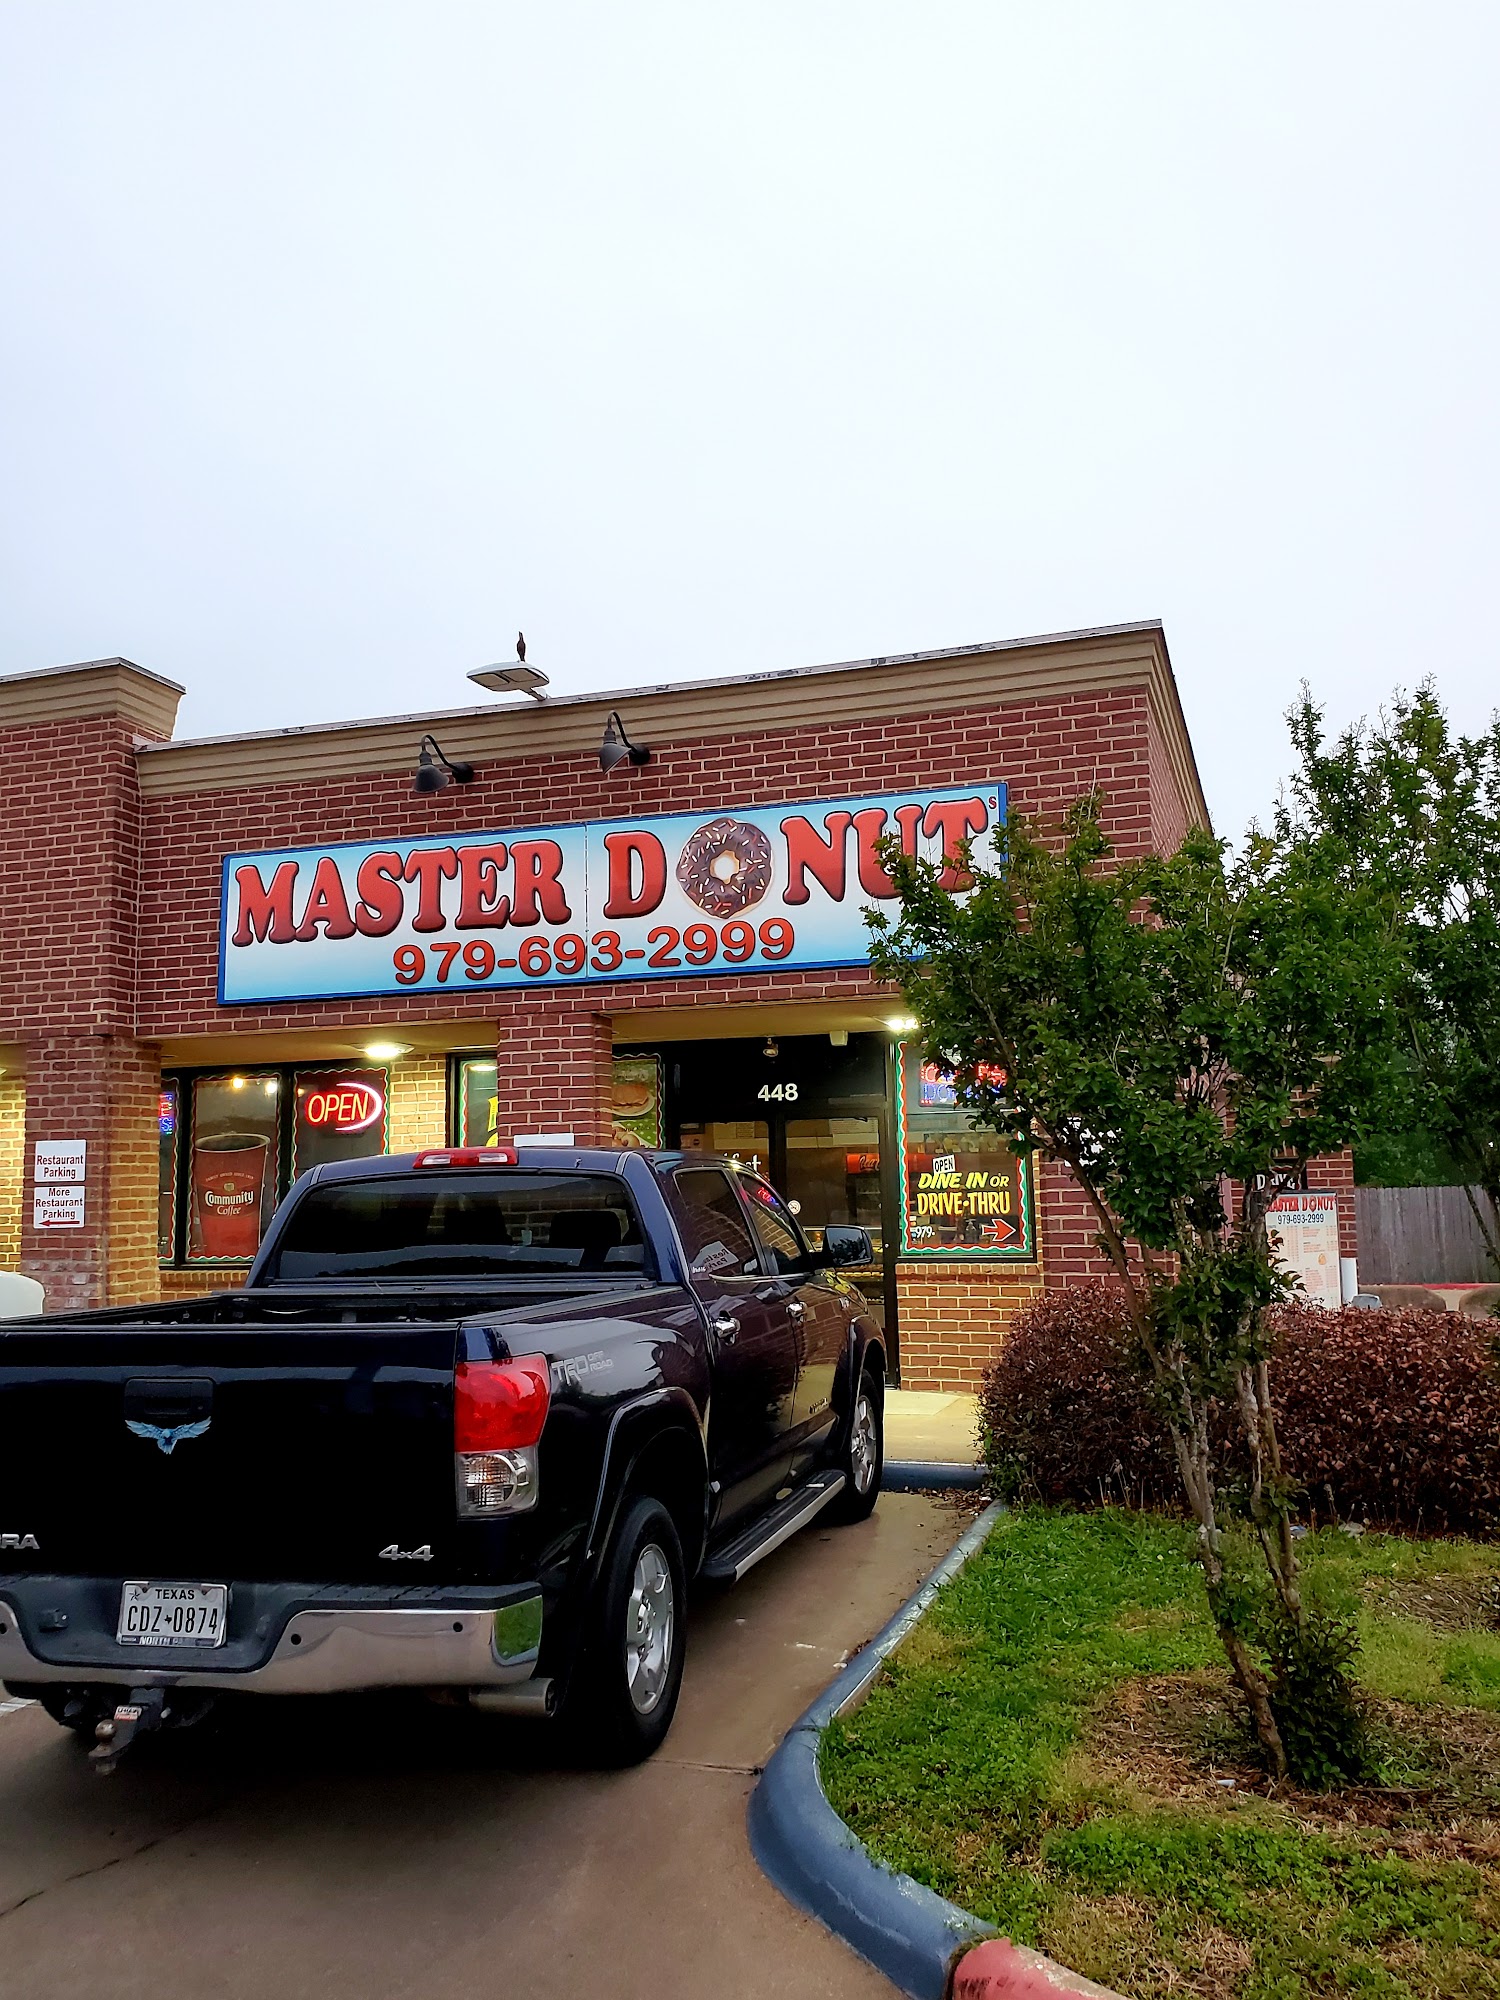 MASTER DONUTS
979-693-2999
448
OPEN
Restaurant
Parking
More
Restaurant
Parking
Community
Coffee
OPEN
DINE IN OR
DRIVE-THRU
979-
MASTER DONUT
979-693-2999
TRD OFF
ROAD
4x4
TEXAS
CDZ 0874